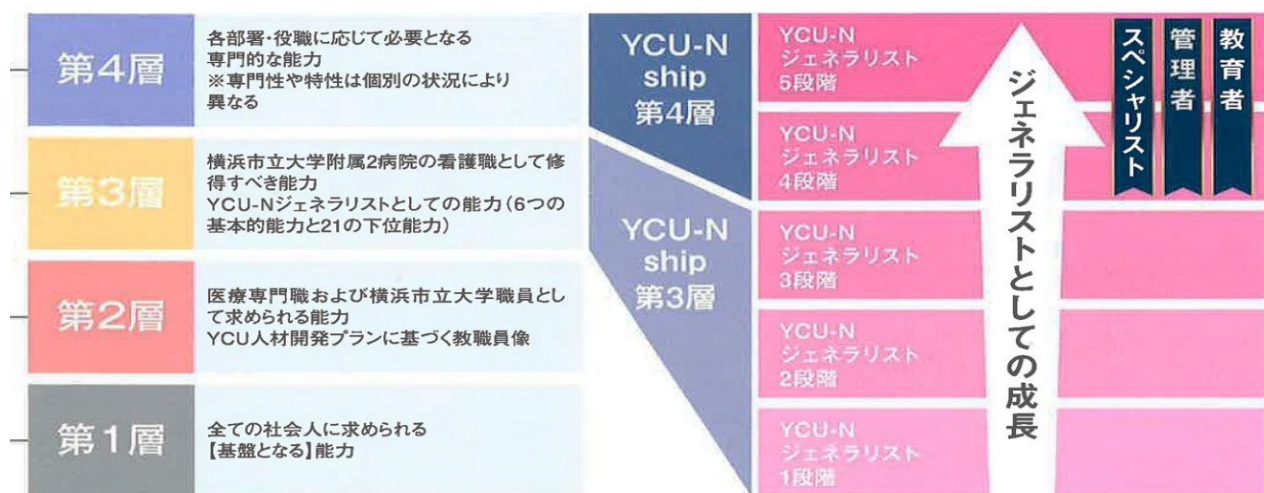 第4層
各部署・役職に応じて必要となる
専門的な能力
※専門性や特性は個別の状況により
異なる
第3層
横浜市立大学附属2病院の看護職として修
得すべき能力
YCU-Nジェネラリストとしての能力（6つの
基本的能力と21の下位能力）
第2層
医療専門職および横浜市立大学職員とし
て求められる能力
YCU人材開発プランに基づく教職員像
第1層
全ての社会人に求められる
【基盤となる】能力
YCU-N
ship
第4層
YCU-N
ship
第3層
YCU-N
ジェネラリスト
5段階
YCU-N
ジェネラリスト
4段階
YCU-N
ジェネラリスト
3段階
YCU-N
ジェネラリスト
2段階
YCU-N
ジェネラリスト
1段階
ジェネラリストとしての成長
スペシャリスト
管理者
教育者